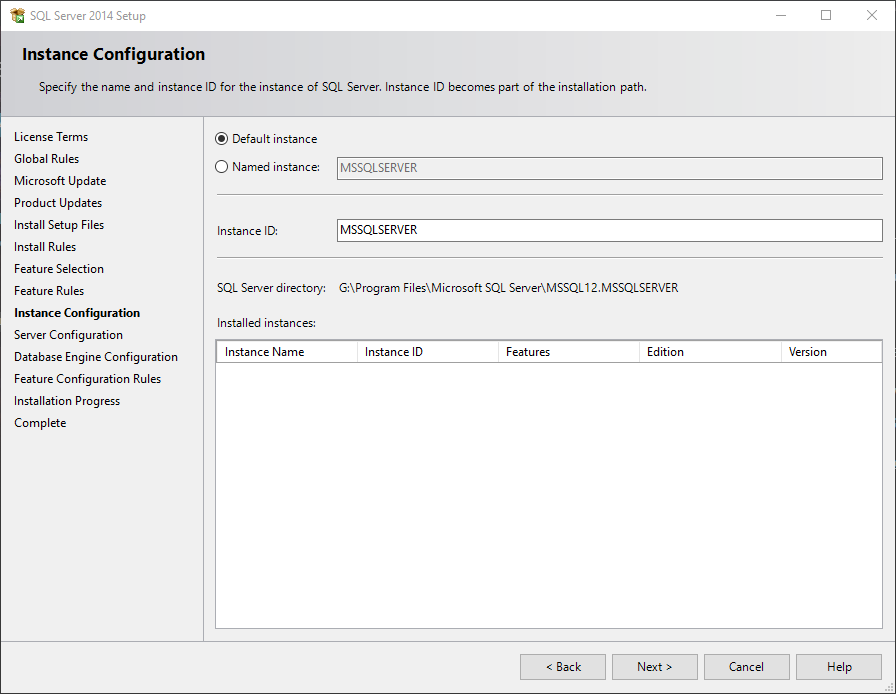 SQL Server 2014 Setup
Instance Configuration
Specify the name and instance ID for the instance of SQL Server. Instance ID becomes part of the installation path.
License Terms
Global Rules
Microsoft Update
Product Updates
Install Setup Files
Install Rules
Feature Selection
Feature Rules
Instance Configuration
Server Configuration
Database Engine Configuration
Feature Configuration Rules
Installation Progress
Complete
Default instance
Named instance: MSSQLSERVER
Instance ID: MSSQLSERVER
SQL Server directory: G:\Program Files\Microsoft SQL Server\MSSQL12.MSSQLSERVER
Installed instances:
Instance Name Instance ID Features Edition Version
< Back Next > Cancel Help